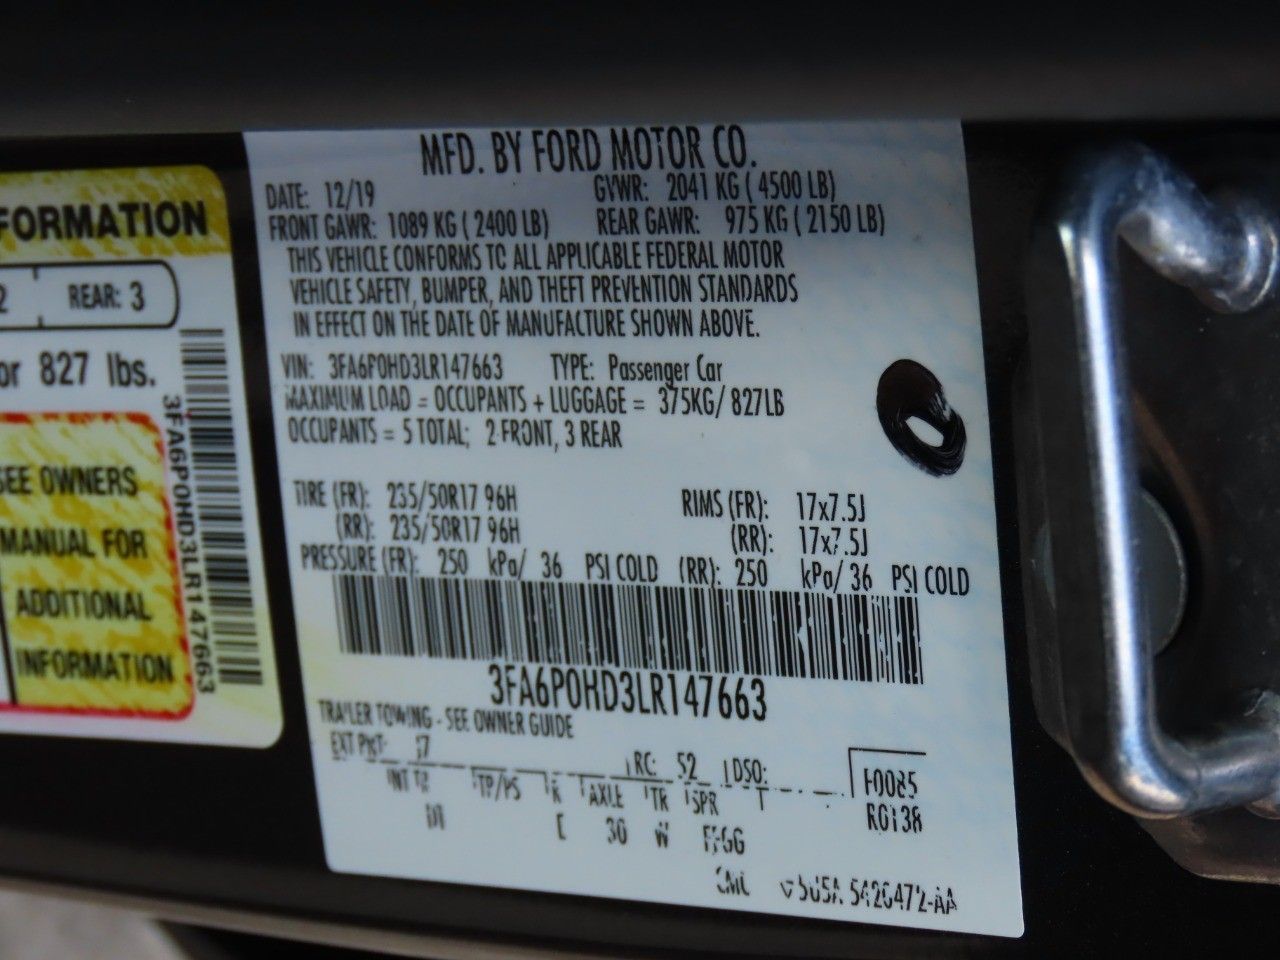 FORMATION
2 REAR: 3
or 827 lbs.
SEE OWNERS
MANUAL FOR
ADDITIONAL
INFORMATION
3FA6P0HD3LR147663
MFD. BY FORD MOTOR CO.
DATE: 12/19 GVWR: 2041 KG ( 4500 LB)
FRONT GAWR: 1089 KG ( 2400 LB) REAR GAWR: 975 KG ( 2150 LB)
THIS VEHICLE CONFORMS TO ALL APPLICABLE FEDERAL MOTOR
VEHICLE SAFETY, BUMPER, AND THEFT PREVENTION STANDARDS
IN EFFECT ON THE DATE OF MANUFACTURE SHOWN ABOVE.
VIN: 3FA6P0HD3LR147663 TYPE: Passenger Car
MAXIMUM LOAD = OCCUPANTS + LUGGAGE = 375KG/ 827LB
OCCUPANTS = 5 TOTAL; 2 FRONT, 3 REAR
TIRE (FR): 235/50R17 96H RIMS (FR): 17x7.5J
(RR): 235/50R17 96H (RR): 17x7.5J
PRESSURE (FR): 250 kPa/ 36 PSI COLD (RR): 250 kPa/ 36 PSI COLD
3FA6P0HD3LR147663
TRAILER TOWING - SEE OWNER GUIDE
EXT PNT: RC: 52 DSO:
F0085
INT TR TP/PS R AXLE TR SPR
R0138
E 30 W FFGG